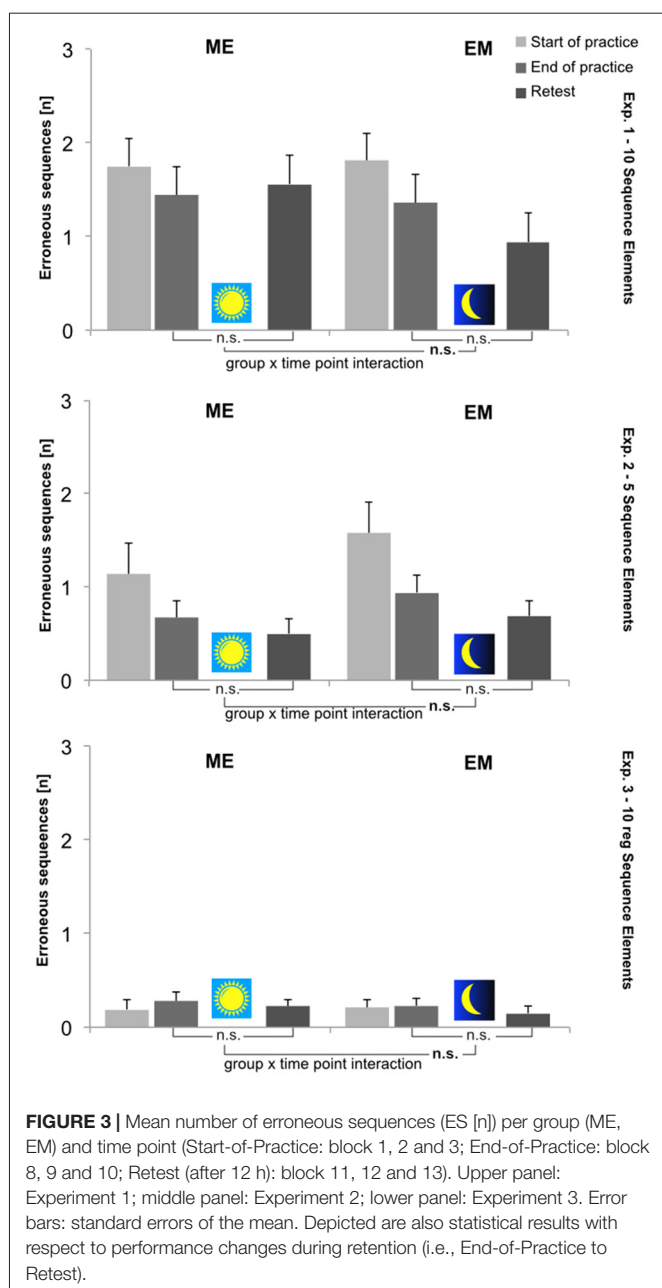 Start of practice
End of practice
Retest
ME EM
3
2
1
0
Erroneous sequences [n]
Exp. 1 - 10 Sequence Elements
n.s. n.s. n.s.
group x time point interaction
ME EM
3
2
1
0
Erroneuous sequences [n]
Exp. 2 - 5 Sequence Elements
n.s. n.s. n.s.
group x time point interaction
ME EM
3
2
1
0
Erroneous sequeences [n]
Exp. 3 - 10 reg Sequence Elements
n.s. n.s. n.s.
group x time point interaction
FIGURE 3 | Mean number of erroneous sequences (ES [n]) per group (ME,
EM) and time point (Start-of-Practice: block 1, 2 and 3; End-of-Practice: block
8, 9 and 10; Retest (after 12 h): block 11, 12 and 13). Upper panel:
Experiment 1; middle panel: Experiment 2; lower panel: Experiment 3. Error
bars: standard errors of the mean. Depicted are also statistical results with
respect to performance changes during retention (i.e., End-of-Practice to
Retest).